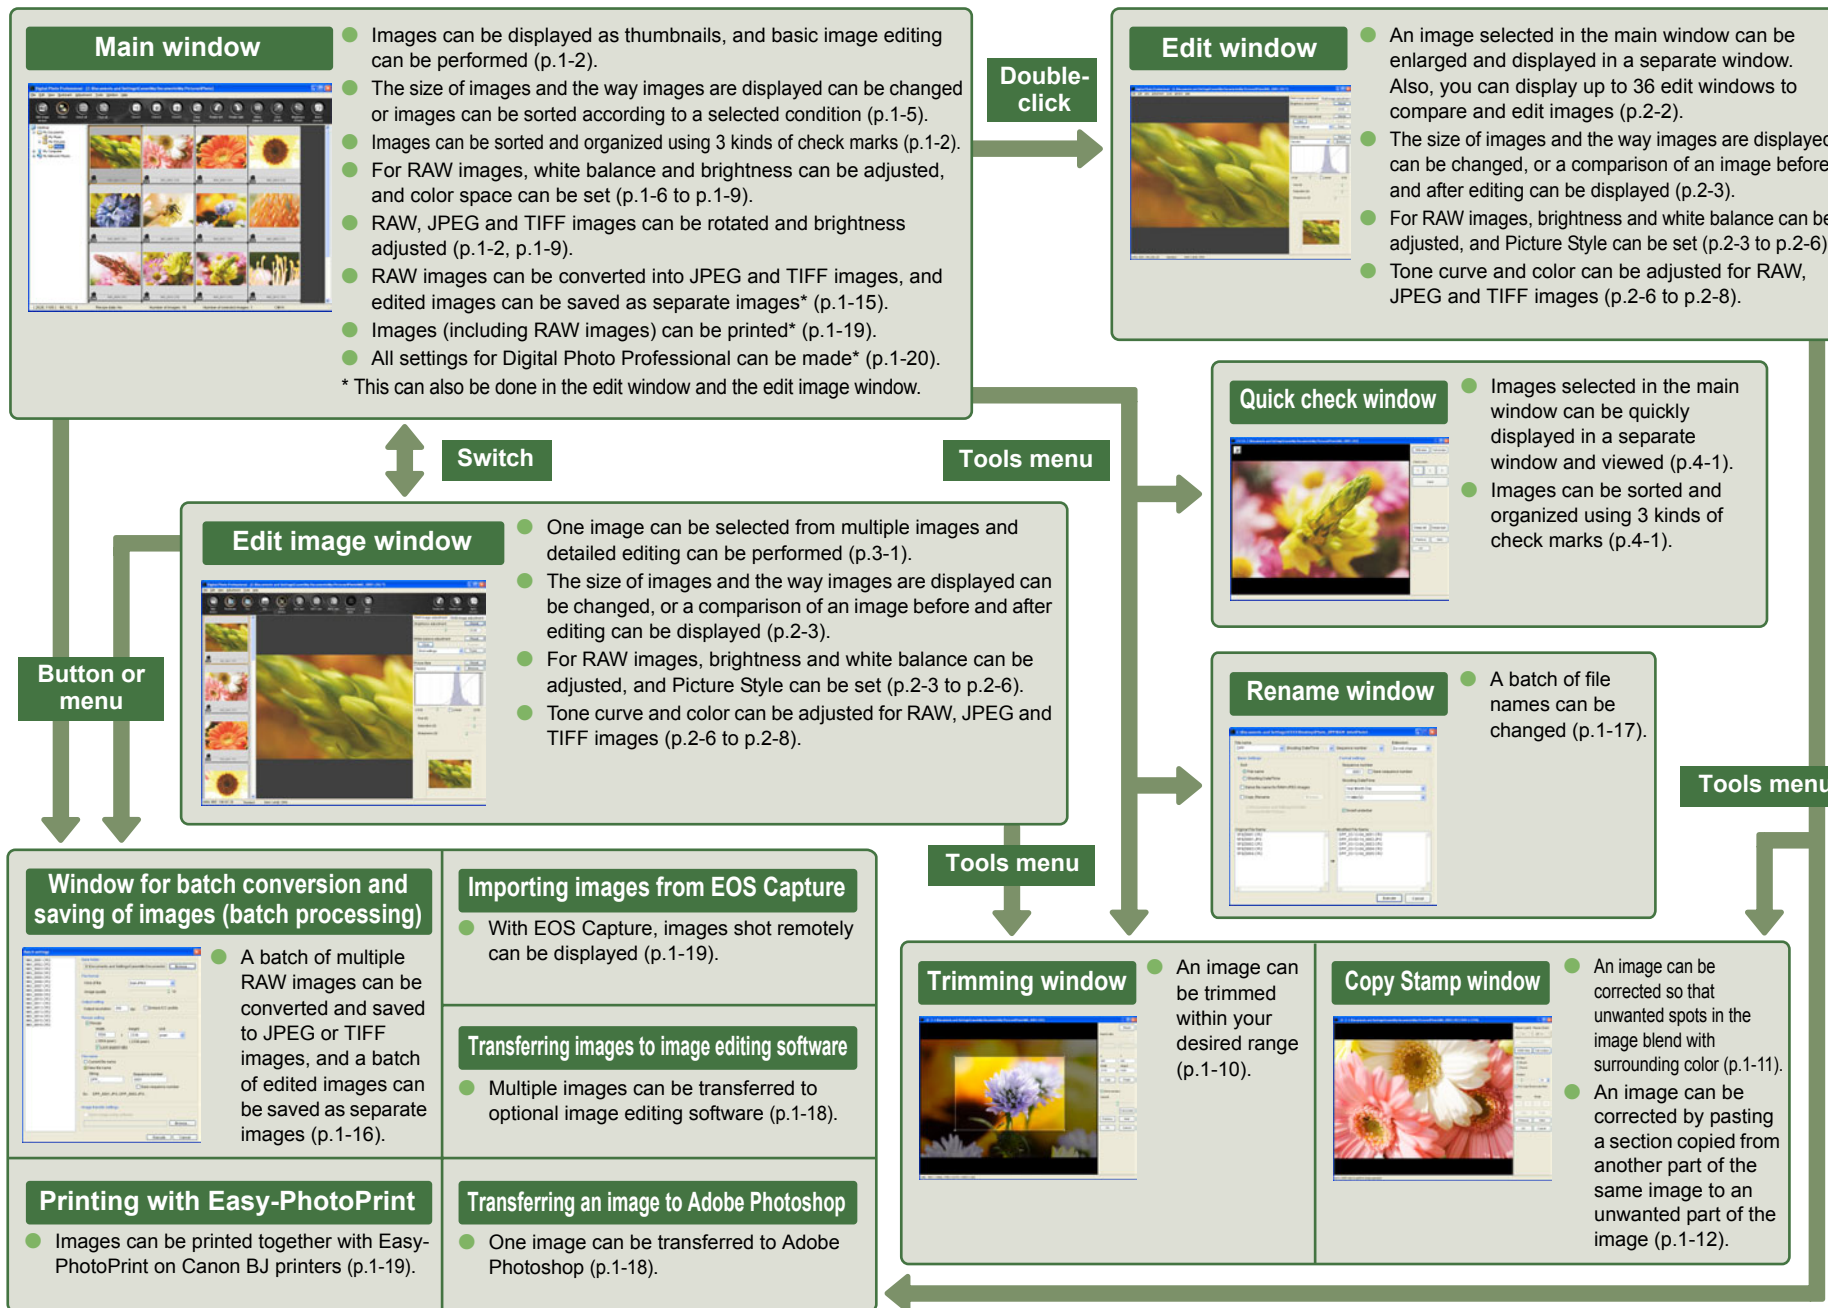 Main window
Images can be displayed as thumbnails, and basic image editing
can be performed (p.1-2).
The size of images and the way images are displayed can be changed
or images can be sorted according to a selected condition (p.1-5).
Images can be sorted and organized using 3 kinds of check marks (p.1-2).
For RAW images, white balance and brightness can be adjusted,
and color space can be set (p.1-6 to p.1-9).
RAW, JPEG and TIFF images can be rotated and brightness
adjusted (p.1-2, p.1-9).
RAW images can be converted into JPEG and TIFF images, and
edited images can be saved as separate images* (p.1-15).
Images (including RAW images) can be printed* (p.1-19).
All settings for Digital Photo Professional can be made* (p.1-20).
* This can also be done in the edit window and the edit image window.
Double-
click
Edit window
An image selected in the main window can be
enlarged and displayed in a separate window.
Also, you can display up to 36 edit windows to
compare and edit images (p.2-2).
The size of images and the way images are displayed
can be changed, or a comparison of an image before
and after editing can be displayed (p.2-3).
For RAW images, brightness and white balance can be
adjusted, and Picture Style can be set (p.2-3 to p.2-6)
Tone curve and color can be adjusted for RAW,
JPEG and TIFF images (p.2-6 to p.2-8).
Switch
Tools menu
Quick check window
Images selected in the main
window can be quickly
displayed in a separate
window and viewed (p.4-1).
Images can be sorted and
organized using 3 kinds of
check marks (p.4-1).
Edit image window
One image can be selected from multiple images and
detailed editing can be performed (p.3-1).
The size of images and the way images are displayed can
be changed, or a comparison of an image before and after
editing can be displayed (p.2-3).
For RAW images, brightness and white balance can be
adjusted, and Picture Style can be set (p.2-3 to p.2-6).
Tone curve and color can be adjusted for RAW, JPEG and
TIFF images (p.2-6 to p.2-8).
Button or
menu
Rename window
A batch of file
names can be
changed (p.1-17).
Tools menu
Tools menu
Window for batch conversion and
saving of images (batch processing)
A batch of multiple
RAW images can be
converted and saved
to JPEG or TIFF
images, and a batch
of edited images can
be saved as separate
images (p.1-16).
Importing images from EOS Capture
With EOS Capture, images shot remotely
can be displayed (p.1-19).
Transferring images to image editing software
Multiple images can be transferred to
optional image editing software (p.1-18).
Printing with Easy-PhotoPrint
Images can be printed together with Easy-
PhotoPrint on Canon BJ printers (p.1-19).
Transferring an image to Adobe Photoshop
One image can be transferred to Adobe
Photoshop (p.1-18).
Trimming window
An image can
be trimmed
within your
desired range
(p.1-10).
Copy Stamp window
An image can be
corrected so that
unwanted spots in the
image blend with
surrounding color (p.1-11).
An image can be
corrected by pasting
a section copied from
another part of the
same image to an
unwanted part of the
image (p.1-12).